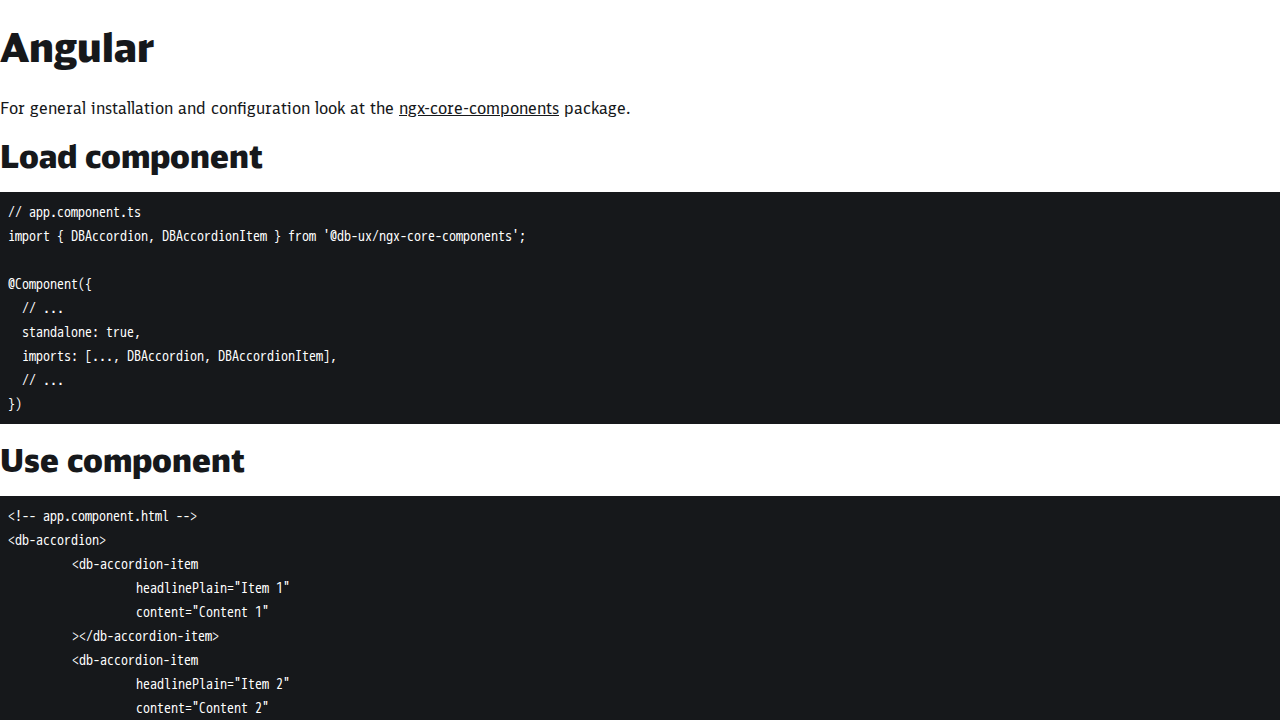 Angular
For general installation and configuration look at the ngx-core-components package.
Load component
// app.component.ts
import { DBAccordion, DBAccordionItem } from '@db-ux/ngx-core-components';

@Component({
  // ...
  standalone: true,
  imports: [..., DBAccordion, DBAccordionItem],
  // ...
})
Use component
<!-- app.component.html -->
<db-accordion>
	<db-accordion-item
		headlinePlain="Item 1"
		content="Content 1"
	></db-accordion-item>
	<db-accordion-item
		headlinePlain="Item 2"
		content="Content 2"